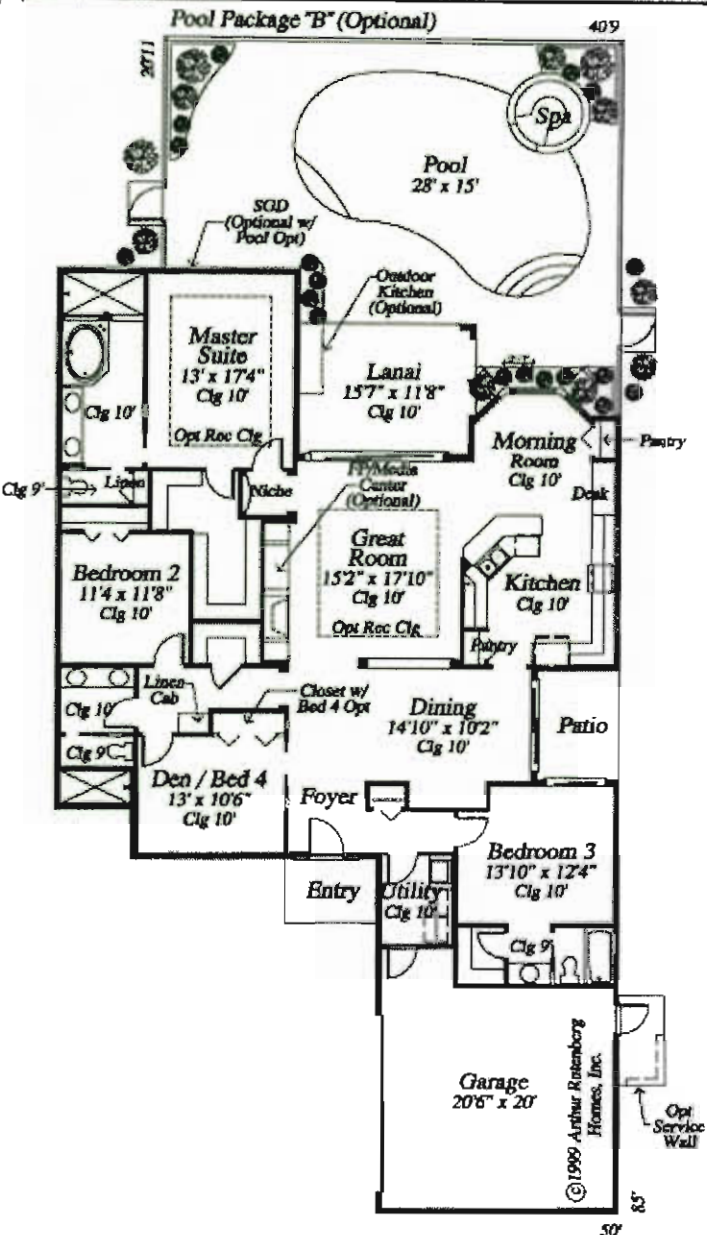 Pool Package "B" (Optional)
40'9
20'11
Spa
Pool
28' x 15'
SGD
(Optional w/
Pool Opt)
Outdoor
Kitchen
(Optional)
Master
Suite
13' x 17'4"
Clg 10'
Opt Rec Clg
Lanai
15'7" x 11'8"
Clg 10'
Clg 10'
Morning
Room
Clg 10'
Pantry
Clg 9'
Linen
Niche
FP/Media
Center
(Optional)
Desk
Great
Room
15'2" x 17'10"
Clg 10'
Opt Rec Clg
Bedroom 2
11'4 x 11'8"
Clg 10'
Kitchen
Clg 10'
Pantry
Linen
Cab
Closet w/
Bed 4 Opt
Clg 10'
Dining
14'10" x 10'2"
Clg 10'
Patio
Clg 9'
Den / Bed 4
13' x 10'6"
Clg 10'
Foyer
Bedroom 3
13'10" x 12'4"
Clg 10'
Entry
Utility
Clg 10'
Clg 9'
Garage
20'6" x 20'
©1999 Arthur Rutenberg
Homes, Inc.
Opt
Service
Wall
85'
50'